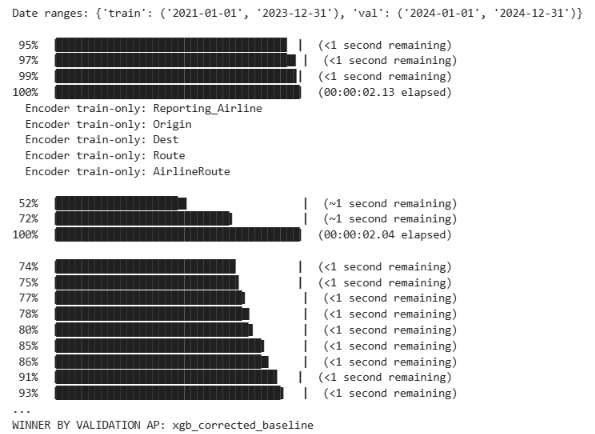 Date ranges: {'train': ('2021-01-01', '2023-12-31'), 'val': ('2024-01-01', '2024-12-31')}
95% | (<1 second remaining)
97% | (<1 second remaining)
99% | (<1 second remaining)
100% (00:00:02.13 elapsed)
Encoder train-only: Reporting_Airline
Encoder train-only: Origin
Encoder train-only: Dest
Encoder train-only: Route
Encoder train-only: AirlineRoute
52% | (~1 second remaining)
72% | (~1 second remaining)
100% (00:00:02.04 elapsed)
74% | (<1 second remaining)
75% | (<1 second remaining)
77% | (<1 second remaining)
78% | (<1 second remaining)
80% | (<1 second remaining)
85% | (<1 second remaining)
86% | (<1 second remaining)
91% | (<1 second remaining)
93% | (<1 second remaining)
...
WINNER BY VALIDATION AP: xgb_corrected_baseline